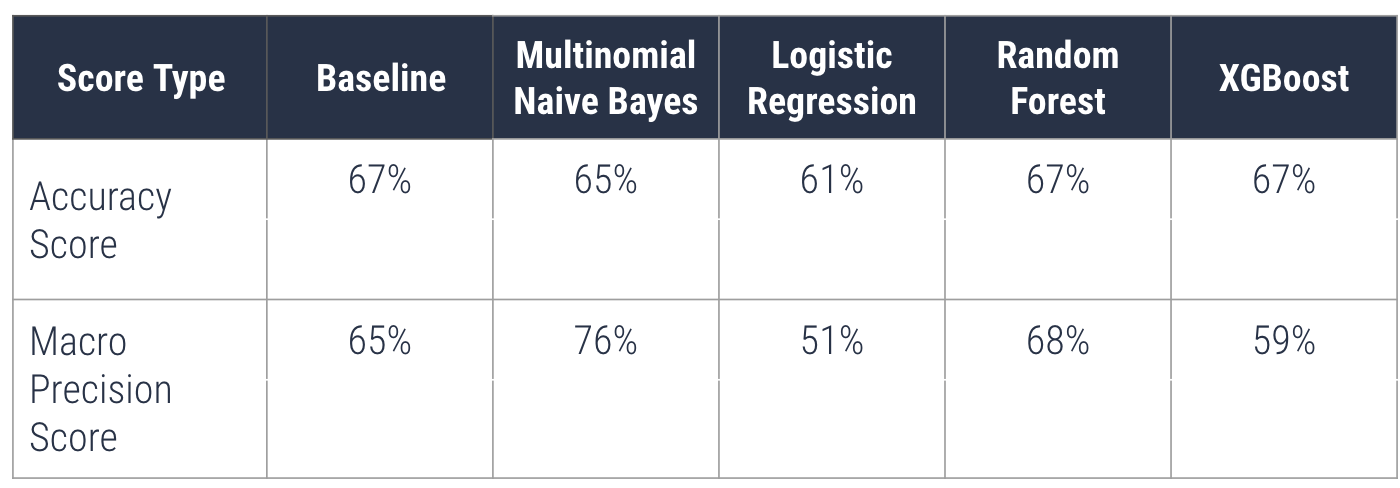 Score Type
Baseline
Multinomial
Naive Bayes
Logistic
Regression
Random
Forest
XGBoost
Accuracy
Score
67%
65%
61%
67%
67%
Macro
Precision
Score
65%
76%
51%
68%
59%